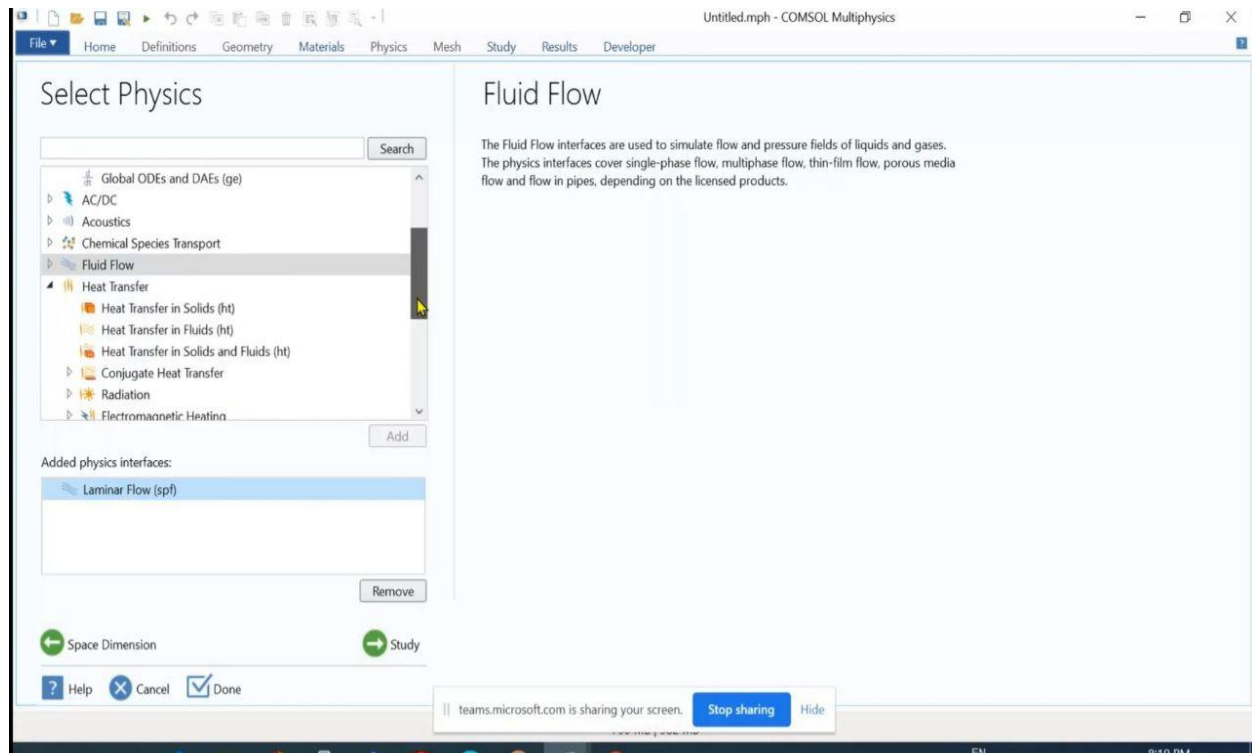 Untitled.mph - COMSOL Multiphysics
File Home Definitions Geometry Materials Physics Mesh Study Results Developer
Select Physics
Search
Global ODEs and DAEs (ge)
AC/DC
Acoustics
Chemical Species Transport
Fluid Flow
Heat Transfer
Heat Transfer in Solids (ht)
Heat Transfer in Fluids (ht)
Heat Transfer in Solids and Fluids (ht)
Conjugate Heat Transfer
Radiation
Electromagnetic Heating
Add
Added physics interfaces:
Laminar Flow (spf)
Remove
Space Dimension
Study
? Help Cancel Done
Fluid Flow
The Fluid Flow interfaces are used to simulate flow and pressure fields of liquids and gases.
The physics interfaces cover single-phase flow, multiphase flow, thin-film flow, porous media
flow and flow in pipes, depending on the licensed products.
teams.microsoft.com is sharing your screen. Stop sharing Hide
EN